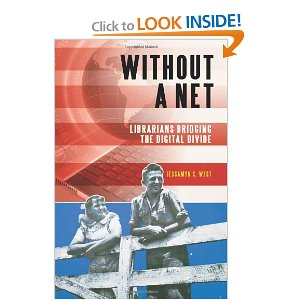 Click to LOOK INSIDE!
WITHOUT
A NET
LIBRARIANS BRIDGING
THE DIGITAL DIVIDE
JESSAMYN C. WEST